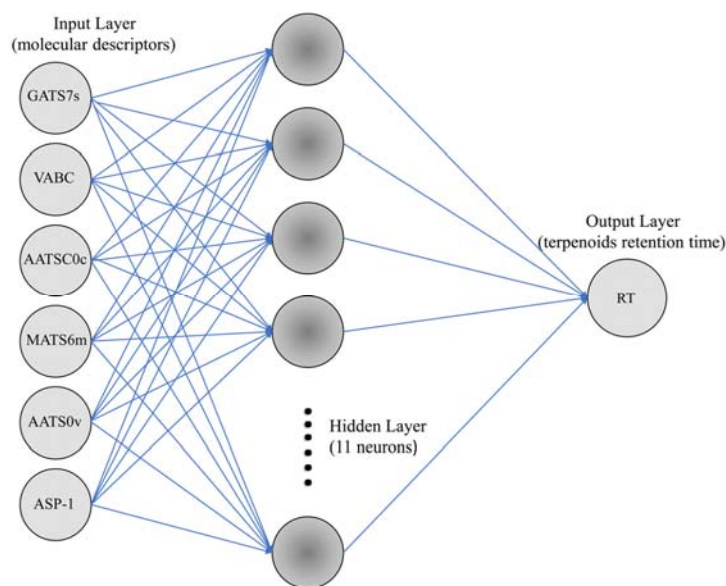 Input Layer
(molecular descriptors)
GATS7s
VABC
AATSC0c
MATS6m
AATS0v
ASP-1
Hidden Layer
(11 neurons)
Output Layer
(terpenoids retention time)
RT